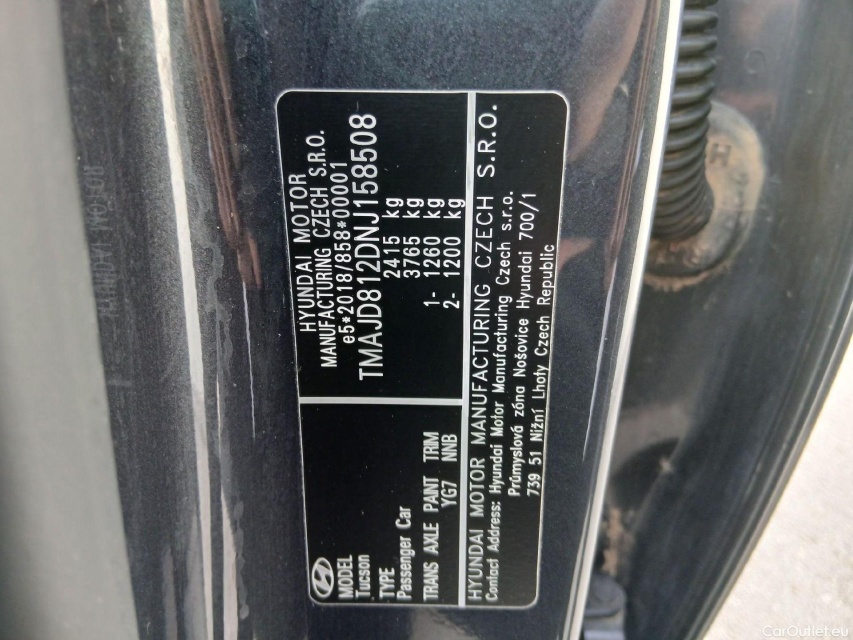 HYUNDAI MOTOR
MANUFACTURING CZECH S.R.O.
e5*2018/858*00001
TMAJD812DNJ158508
2415 kg
3765 kg
1- 1260 kg
2- 1200 kg
MODEL
Tucson
TYPE
Passenger Car
TRANS AXLE PAINT TRIM
YG7 NNB
HYUNDAI MOTOR MANUFACTURING CZECH S.R.O.
Contact Address: Hyundai Motor Manufacturing Czech s.r.o.
Průmyslová zóna Nošovice Hyundai 700/1
739 51 Nižní Lhoty Czech Republic
CarOutlet.eu